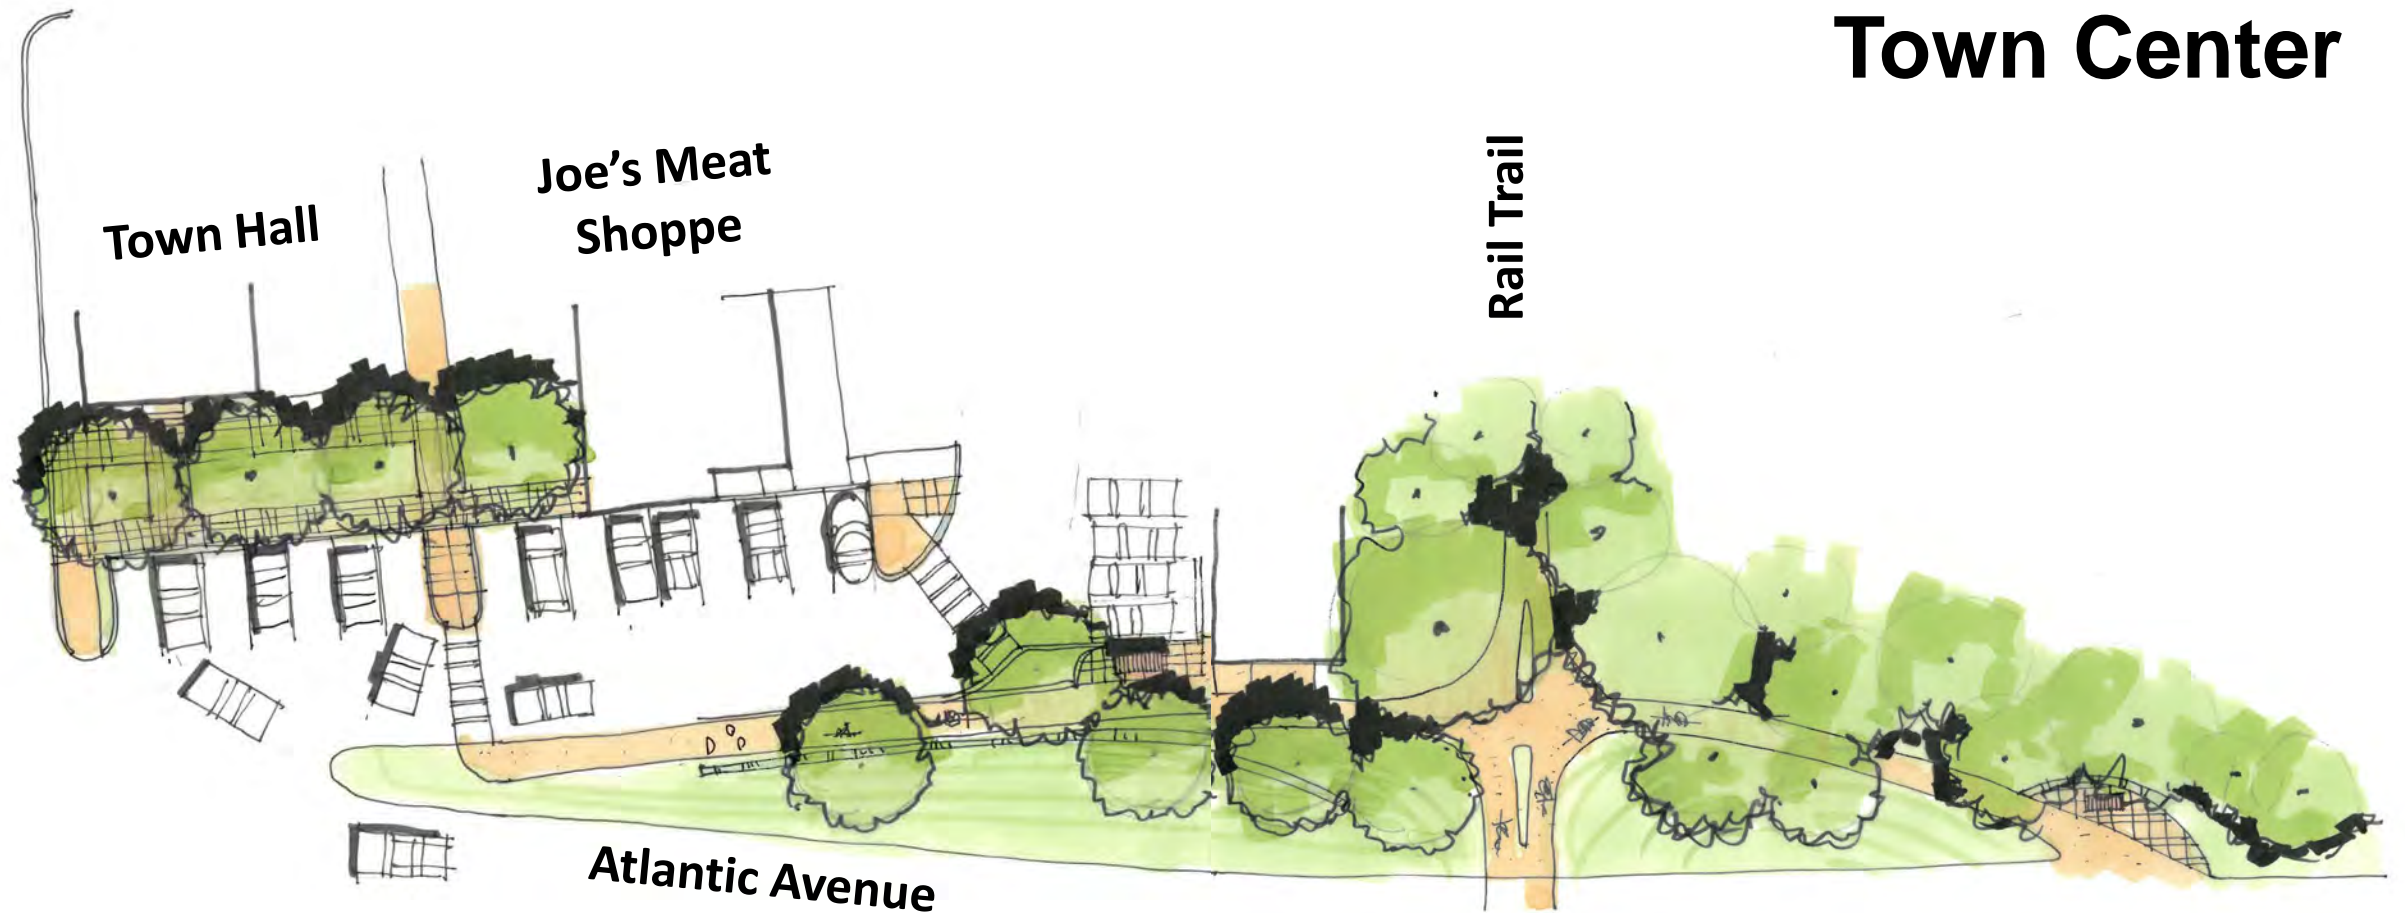 Town Center
Joe’s Meat
Shoppe
Town Hall
Rail Trail
Atlantic Avenue